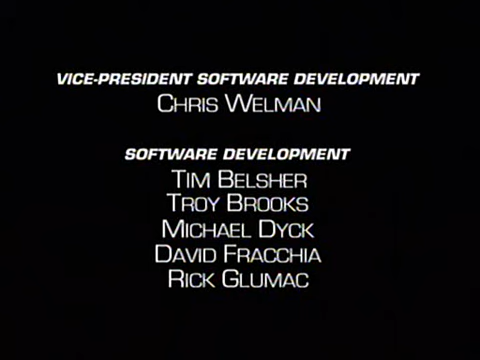 VICE-PRESIDENT SOFTWARE DEVELOPMENT
CHRIS WELMAN
SOFTWARE DEVELOPMENT
TIM BELSHER
TROY BROOKS
MICHAEL DYCK
DAVID FRACCHIA
RICK GLUMAC